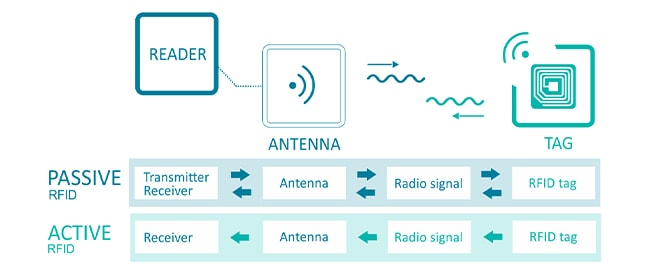 READER
ANTENNA
TAG
PASSIVE
RFID
Transmitter
Receiver
Antenna
Radio signal
RFID tag
ACTIVE
RFID
Receiver
Antenna
Radio signal
RFID tag